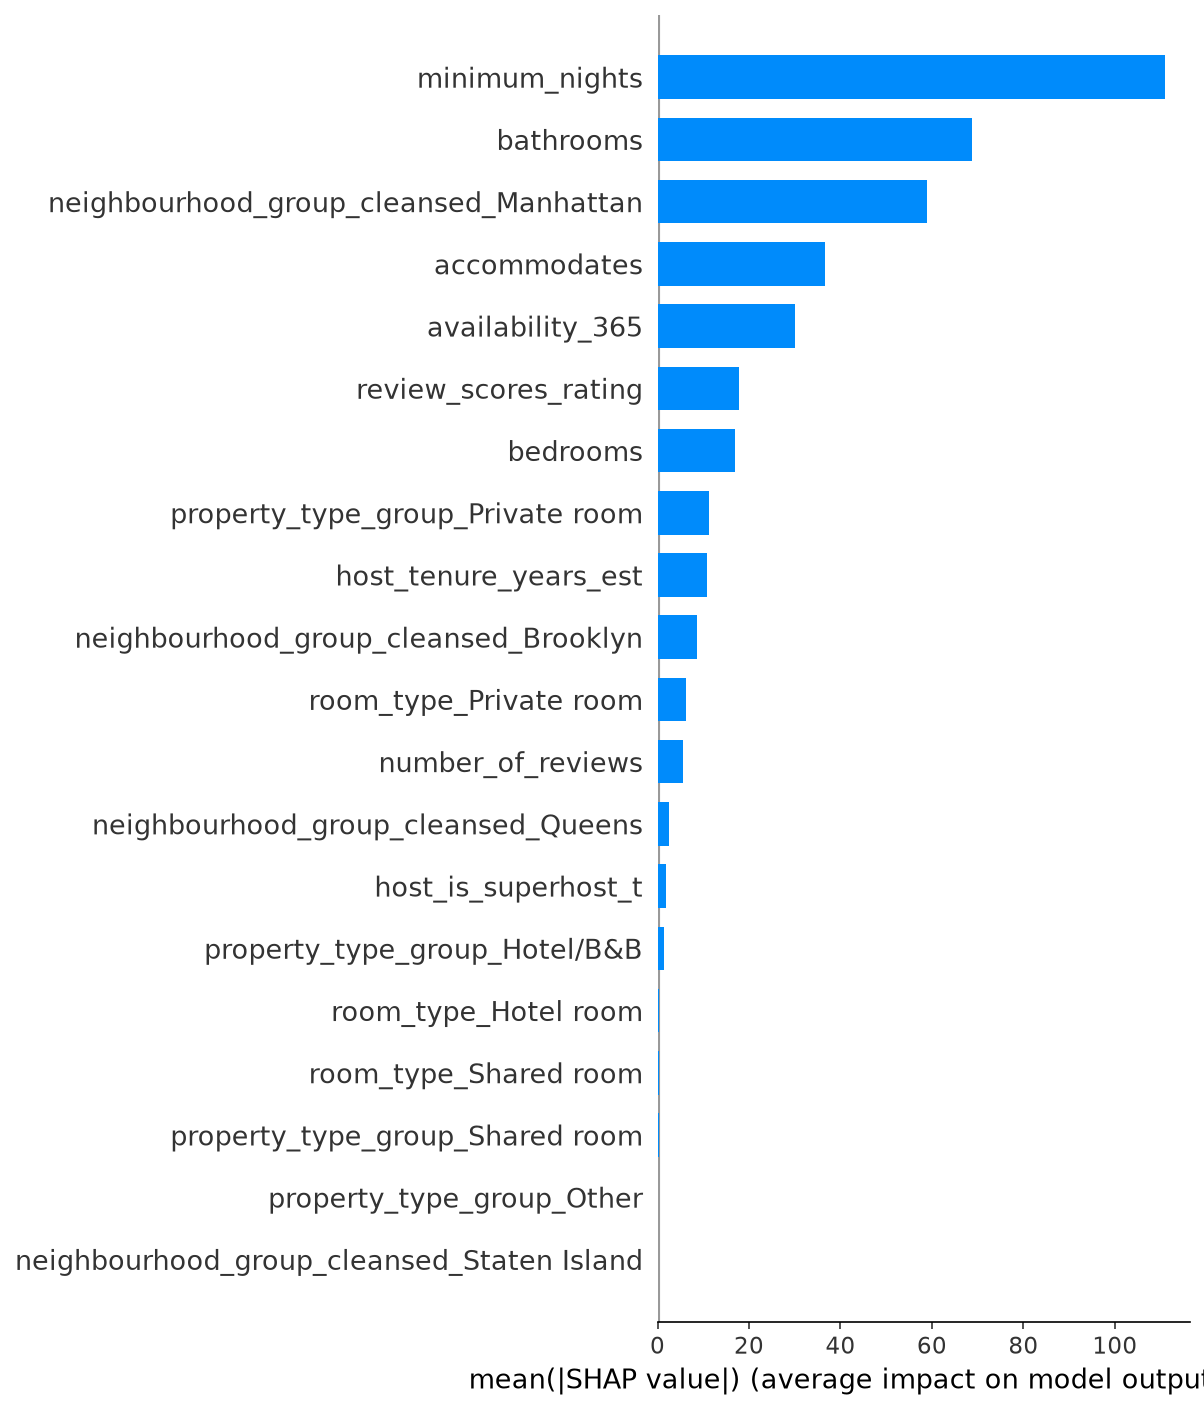 minimum_nights
bathrooms
neighbourhood_group_cleansed_Manhattan
accommodates
availability_365
review_scores_rating
bedrooms
property_type_group_Private room
host_tenure_years_est
neighbourhood_group_cleansed_Brooklyn
room_type_Private room
number_of_reviews
neighbourhood_group_cleansed_Queens
host_is_superhost_t
property_type_group_Hotel/B&B
room_type_Hotel room
room_type_Shared room
property_type_group_Shared room
property_type_group_Other
neighbourhood_group_cleansed_Staten Island
0 20 40 60 80 100
mean(|SHAP value|) (average impact on model output